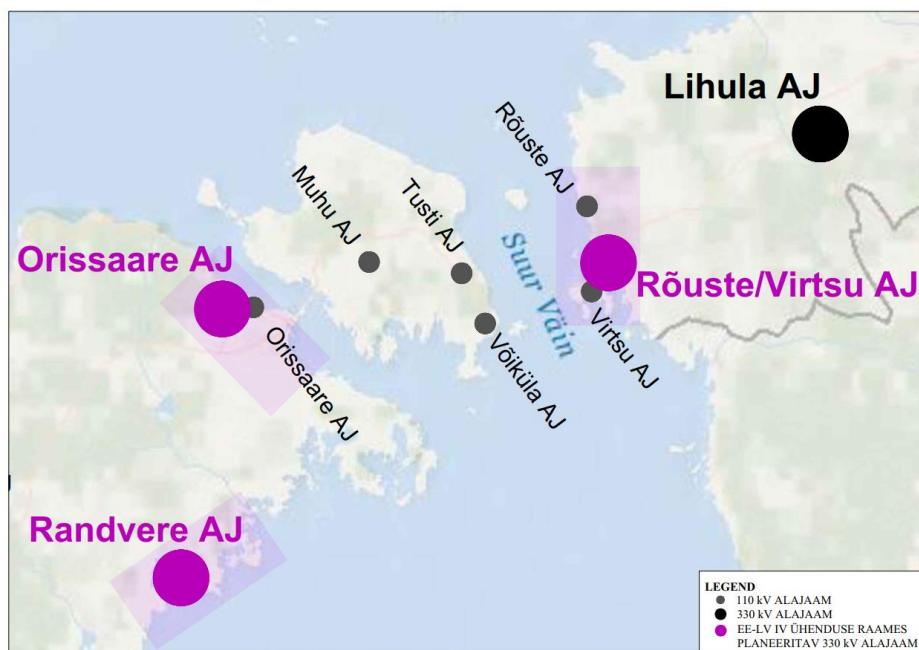 Lihula AJ
Rõuste AJ
Muhu AJ
Tusti AJ
Suur Väin
Orissaare AJ
Rõuste/Virtsu AJ
Orissaare AJ
Võiküla AJ
Virtsu AJ
Randvere AJ
LEGEND
110 kV ALAJAAM
330 kV ALAJAAM
EE-LV IV ÜHENDUSE RAAMES
PLANEERITAV 330 kV ALAJAAM